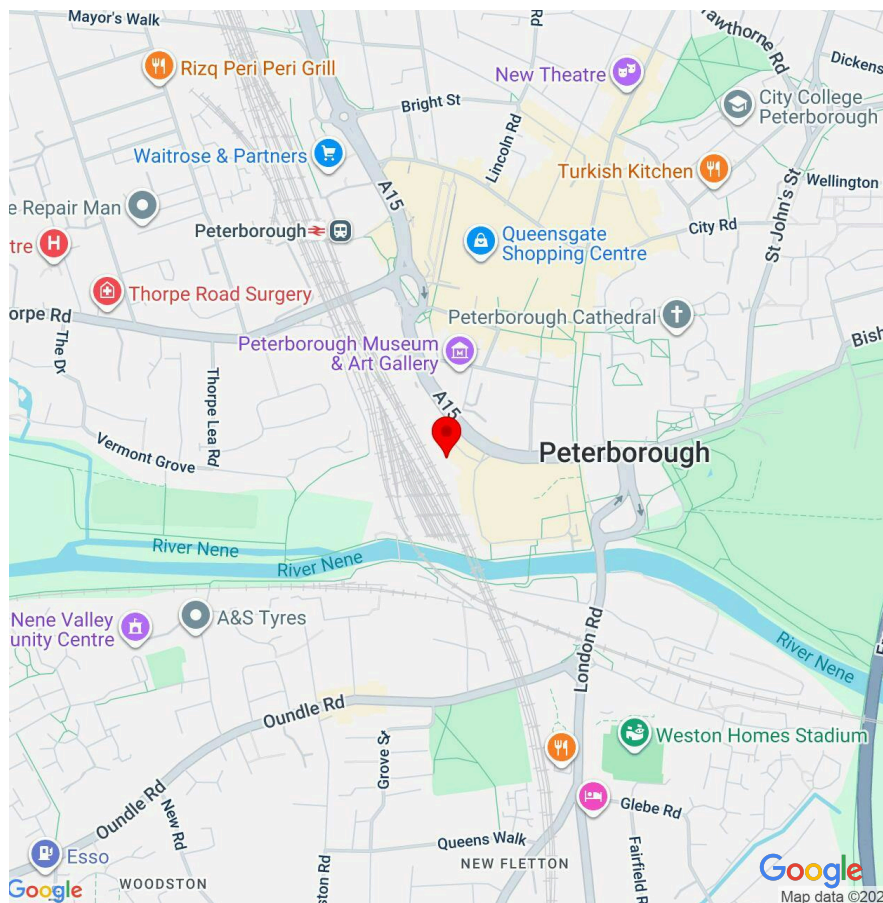 Mayor's Walk
Rd
Dickens
Rizq Peri Peri Grill
New Theatre
City College
Peterborough
Bright St
Lincoln Rd
Waitrose & Partners
Turkish Kitchen
A15
Wellington
e Repair Man
St John's St
Peterborough
City Rd
Queensgate
Shopping Centre
tre
H
Thorpe Road Surgery
orpe Rd
Peterborough Cathedral
The Dr
Bish
Peterborough Museum
& Art Gallery
Thorpe Lea Rd
A15
Vermont Grove
Peterborough
River Nene
River Nene
Nene Valley
unity Centre
A&S Tyres
London Rd
River Nene
Oundle Rd
Grove St
Weston Homes Stadium
Oundle Rd
New Rd
Glebe Rd
Queens Walk
Fairfield R
Esso
NEW FLETTON
ston Rd
WOODSTON
Google
Google
Map data ©202